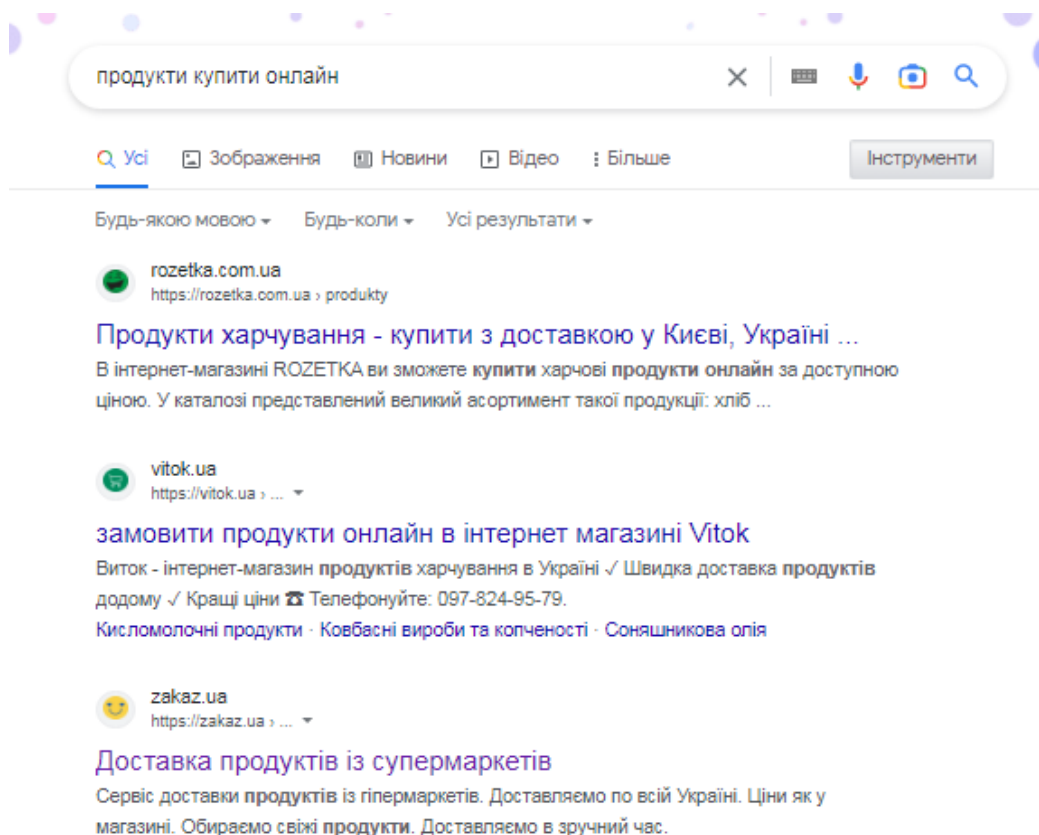 продукти купити онлайн
Усі Зображення Новини Відео Більше Інструменти
Будь-якою мовою Будь-коли Усі результати
rozetka.com.ua
https://rozetka.com.ua › produkty
Продукти харчування - купити з доставкою у Києві, Україні ...
В інтернет-магазині ROZETKA ви зможете купити харчові продукти онлайн за доступною
ціною. У каталозі представлений великий асортимент такої продукції: хліб ...
vitok.ua
https://vitok.ua › ...
замовити продукти онлайн в інтернет магазині Vitok
Виток - інтернет-магазин продуктів харчування в Україні ✓ Швидка доставка продуктів
додому ✓ Кращі ціни ☎ Телефонуйте: 097-824-95-79.
Кисломолочні продукти · Ковбасні вироби та копченості · Соняшникова олія
zakaz.ua
https://zakaz.ua › ...
Доставка продуктів із супермаркетів
Сервіс доставки продуктів із гіпермаркетів. Доставляємо по всій Україні. Ціни як у
магазині. Обираємо свіжі продукти. Доставляємо в зручний час.